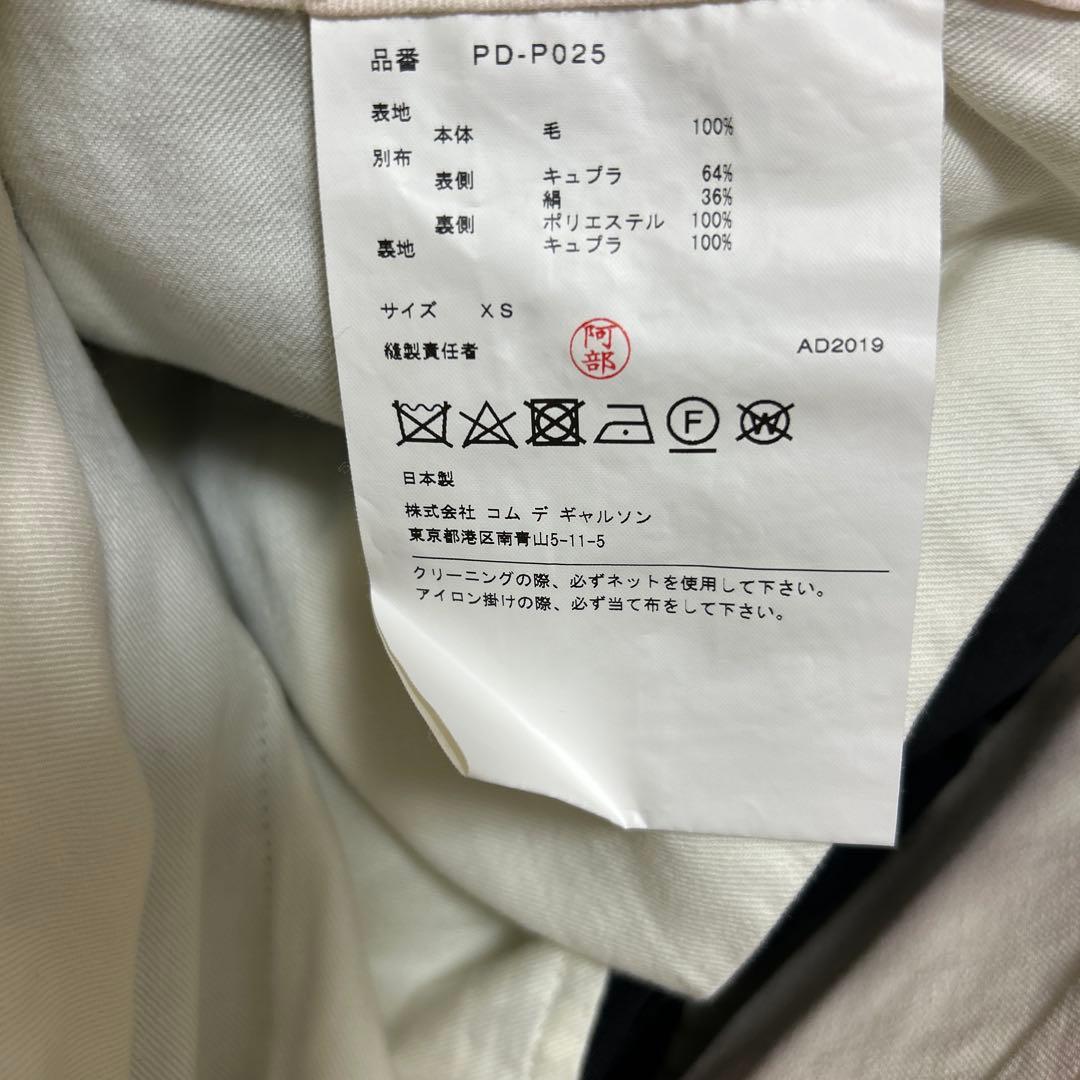 品番 PD-P025
表地
本体 毛 100%
別布
表側 キュプラ 64%
絹 36%
裏側 ポリエステル 100%
裏地 キュプラ 100%
サイズ XS
縫製責任者 阿部 AD2019
F W
日本製
株式会社 コム デ ギャルソン
東京都港区南青山5-11-5
クリーニングの際、必ずネットを使用して下さい。
アイロン掛けの際、必ず当て布をして下さい。